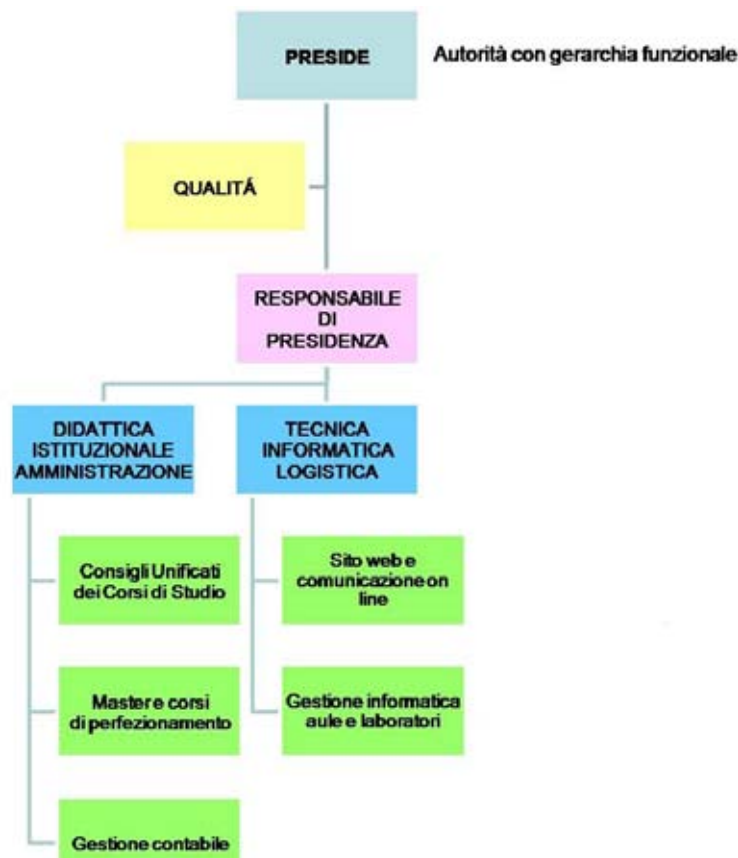 PRESIDE
Autorità con gerarchia funzionale
QUALITÁ
RESPONSABILE
DI
PRESIDENZA
DIDATTICA
ISTITUZIONALE
AMMINISTRAZIONE
TECNICA
INFORMATICA
LOGISTICA
Consigli Unificati
dei Corsi di Studio
Sito web e
comunicazione on
line
Master e corsi
di perfezionamento
Gestione informatica
aule e laboratori
Gestione contabile